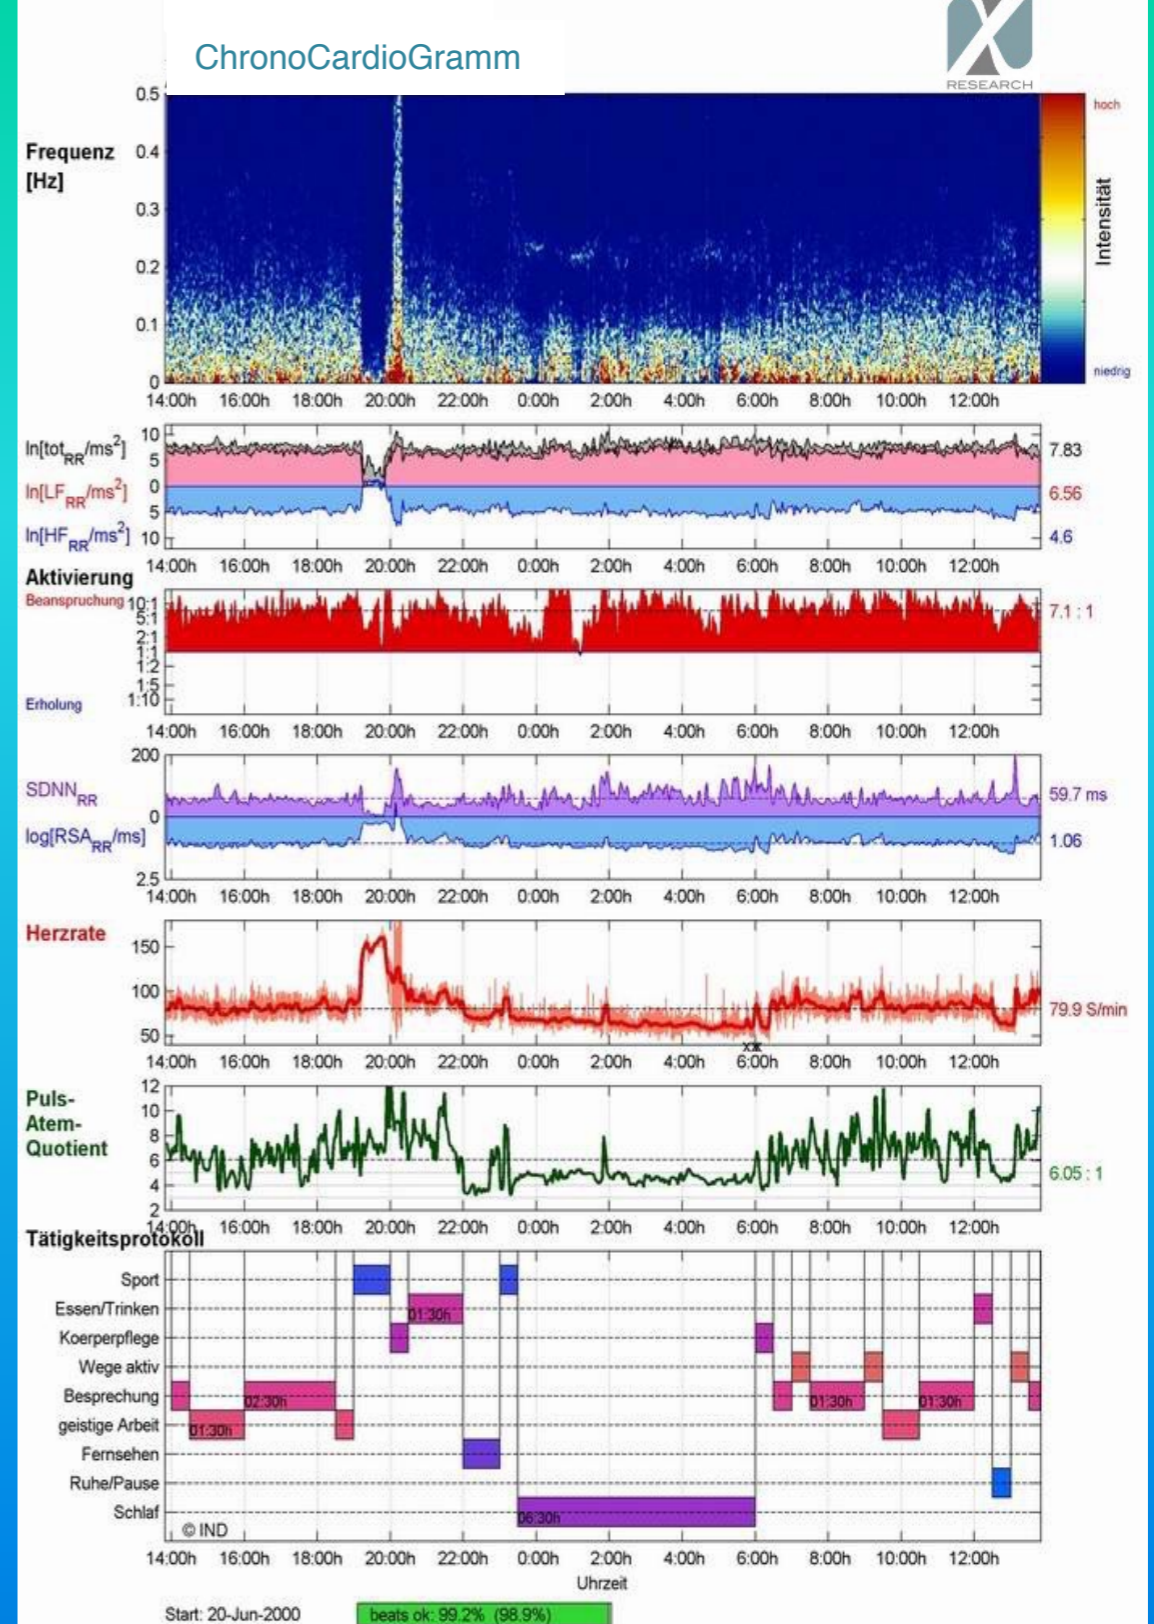 ChronoCardioGramm
RESEARCH
Frequenz
[Hz]
0.5
0.4
0.3
0.2
0.1
0
hoch
Intensität
niedrig
14:00h 16:00h 18:00h 20:00h 22:00h 0:00h 2:00h 4:00h 6:00h 8:00h 10:00h 12:00h
ln[totRR/ms2]
ln[LFRR/ms2]
ln[HFRR/ms2]
10
5
0
5
10
7.83
6.56
4.6
14:00h 16:00h 18:00h 20:00h 22:00h 0:00h 2:00h 4:00h 6:00h 8:00h 10:00h 12:00h
Aktivierung
Beanspruchung
10:1
5:1
2:1
1:1
1:2
1:5
1:10
Erholung
7.1 : 1
14:00h 16:00h 18:00h 20:00h 22:00h 0:00h 2:00h 4:00h 6:00h 8:00h 10:00h 12:00h
200
SDNNRR
0
log[RSARR/ms]
2.5
59.7 ms
1.06
14:00h 16:00h 18:00h 20:00h 22:00h 0:00h 2:00h 4:00h 6:00h 8:00h 10:00h 12:00h
Herzrate
150
100
50
79.9 S/min
14:00h 16:00h 18:00h 20:00h 22:00h 0:00h 2:00h 4:00h 6:00h 8:00h 10:00h 12:00h
Puls-
Atem-
Quotient
12
10
8
6
4
2
6.05 : 1
14:00h 16:00h 18:00h 20:00h 22:00h 0:00h 2:00h 4:00h 6:00h 8:00h 10:00h 12:00h
Tätigkeitsprotokoll
Sport
Essen/Trinken
01:30h
Koerperpflege
Wege aktiv
Besprechung
02:30h 01:30h 01:30h
geistige Arbeit
01:30h
Fernsehen
Ruhe/Pause
Schlaf
06:30h
© IND
14:00h 16:00h 18:00h 20:00h 22:00h 0:00h 2:00h 4:00h 6:00h 8:00h 10:00h 12:00h
Uhrzeit
Start: 20-Jun-2000
beats ok: 99.2% (98.9%)